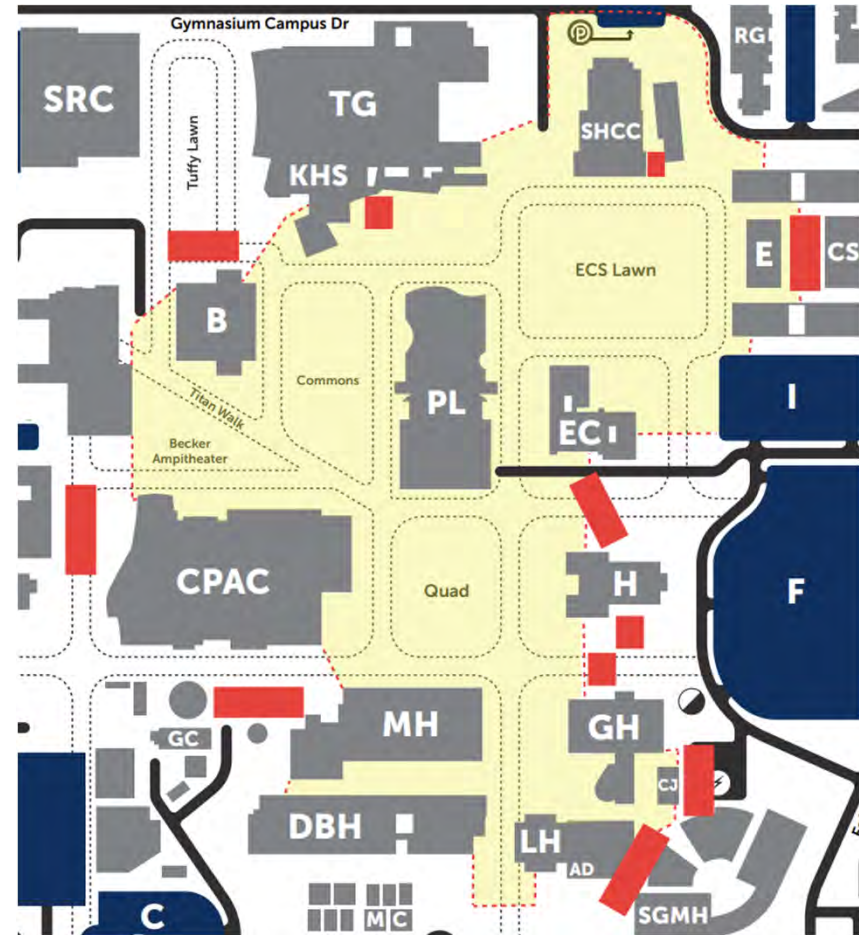 Gymnasium Campus Dr
RG
SRC
TG
SHCC
Tuffy Lawn
KHS
E
CS
ECS Lawn
B
Commons
PL
I
Titan Walk
EC
Becker
Ampitheater
CPAC
Quad
H
F
MH
GH
GC
CJ
DBH
LH
AD
C
M C
SGMH